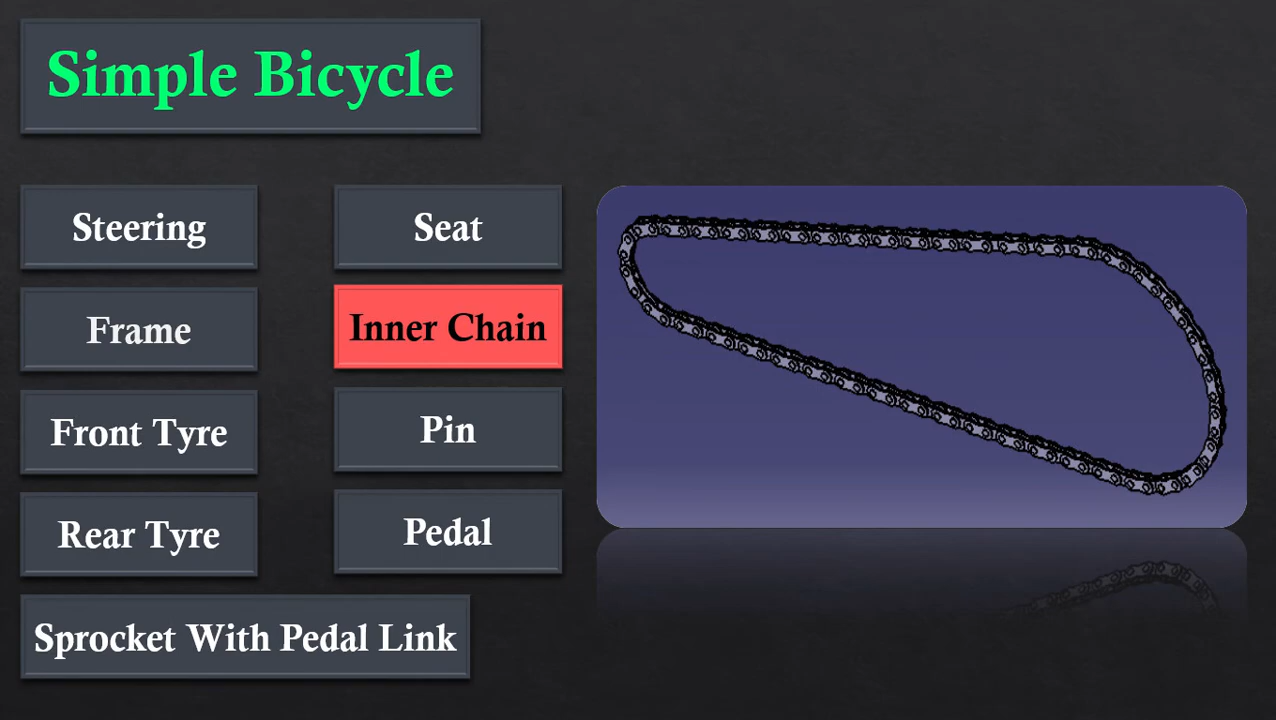 Simple Bicycle
Steering
Seat
Frame
Inner Chain
Front Tyre
Pin
Rear Tyre
Pedal
Sprocket With Pedal Link